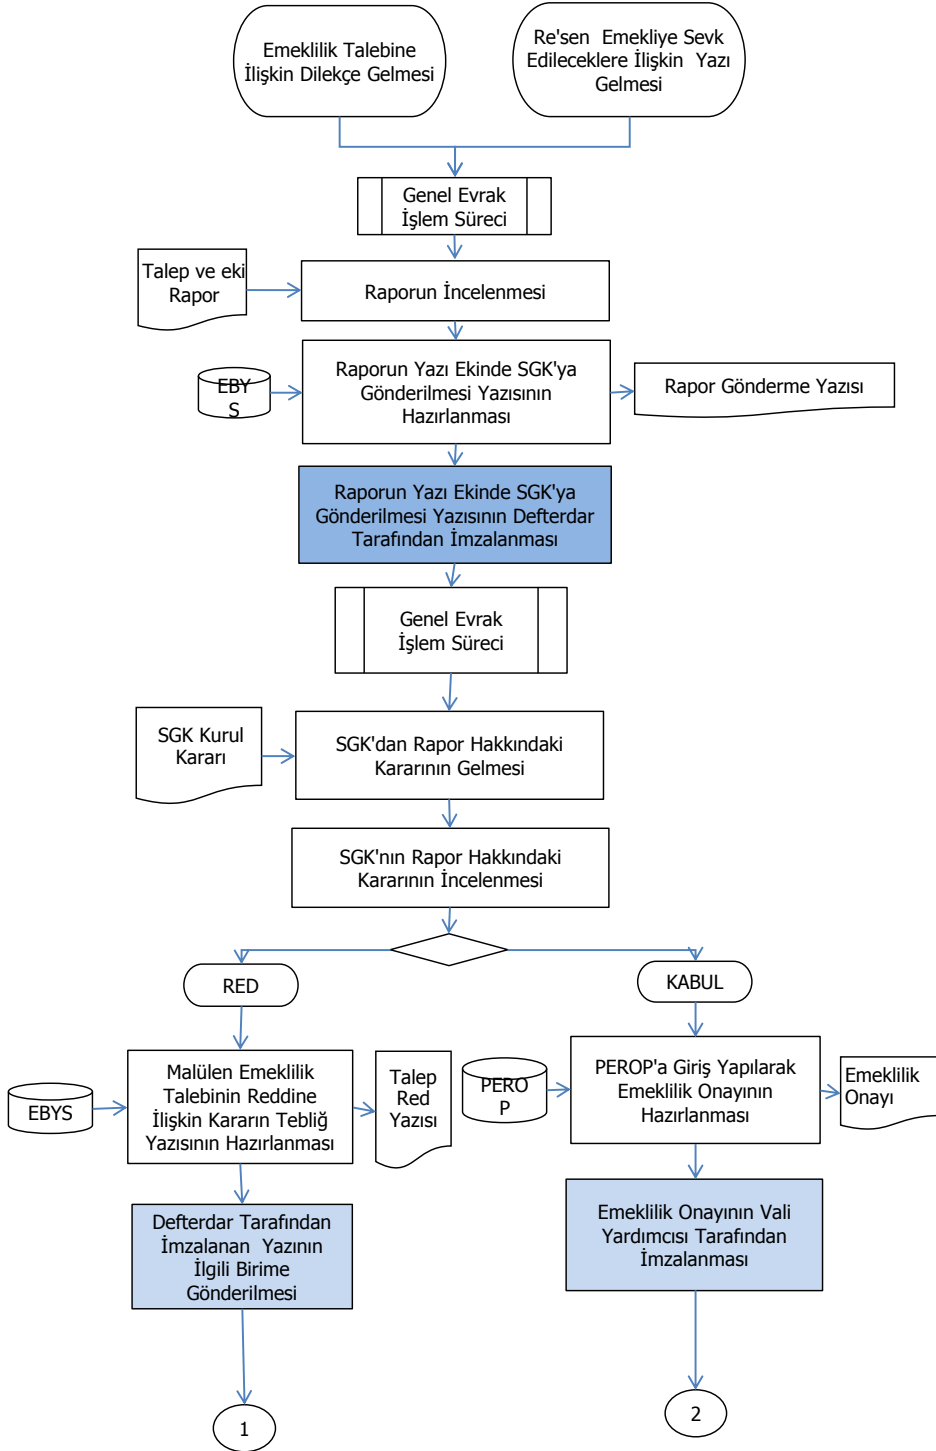 Emeklilik Talebine
İlişkin Dilekçe Gelmesi
Re'sen Emekliye Sevk
Edileceklere İlişkin Yazı
Gelmesi
Genel Evrak
İşlem Süreci
Talep ve eki
Rapor
Raporun İncelenmesi
EBY
S
Raporun Yazı Ekinde SGK'ya
Gönderilmesi Yazısının
Hazırlanması
Rapor Gönderme Yazısı
Raporun Yazı Ekinde SGK'ya
Gönderilmesi Yazısının Defterdar
Tarafından İmzalanması
Genel Evrak
İşlem Süreci
SGK Kurul
Kararı
SGK'dan Rapor Hakkındaki
Kararının Gelmesi
SGK'nın Rapor Hakkındaki
Kararının İncelenmesi
RED
KABUL
EBYS
Malülen Emeklilik
Talebinin Reddine
İlişkin Kararın Tebliğ
Yazısının Hazırlanması
Talep
Red
Yazısı
PERO
P
PEROP'a Giriş Yapılarak
Emeklilik Onayının
Hazırlanması
Emeklilik
Onayı
Defterdar Tarafından
İmzalanan Yazının
İlgili Birime
Gönderilmesi
Emeklilik Onayının Vali
Yardımcısı Tarafından
İmzalanması
1
2